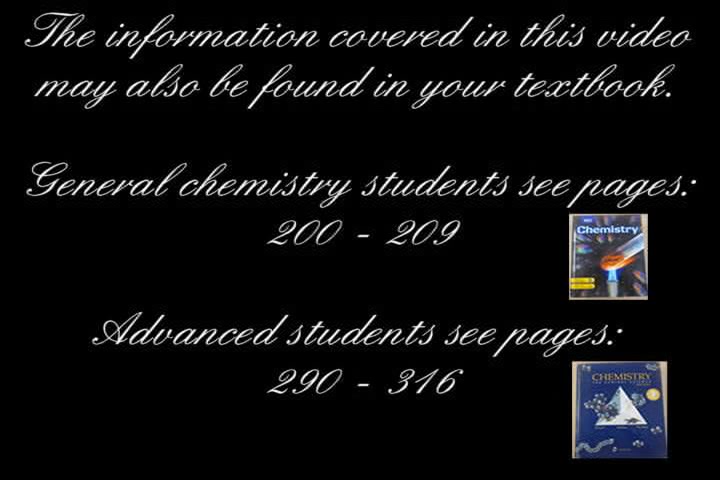 The information covered in this video
may also be found in your textbook.
General chemistry students see pages:
200 - 209
Chemistry
Advanced students see pages:
290 - 316
CHEMISTRY